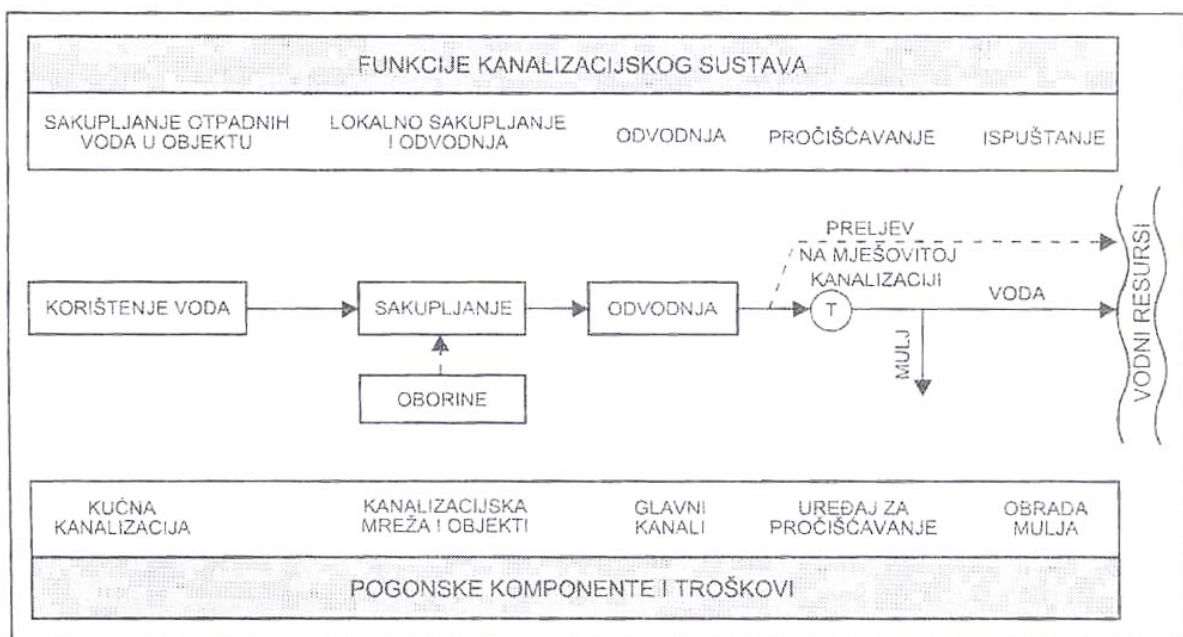 FUNKCIJE KANALIZACIJSKOG SUSTAVA
SAKUPLJANJE OTPADNIH
VODA U OBJEKTU
LOKALNO SAKUPLJANJE
I ODVODNJA
ODVODNJA
PROČIŠĆAVANJE
ISPUŠTANJE
PRELJEV
NA MJEŠOVITOJ
KANALIZACIJI
KORIŠTENJE VODA
SAKUPLJANJE
ODVODNJA
T
VODA
MULJ
OBORINE
VODNI RESURSI
KUĆNA
KANALIZACIJA
KANALIZACIJSKA
MREŽA I OBJEKTI
GLAVNI
KANALI
UREĐAJ ZA
PROČIŠĆAVANJE
OBRADA
MULJA
POGONSKE KOMPONENTE I TROŠKOVI